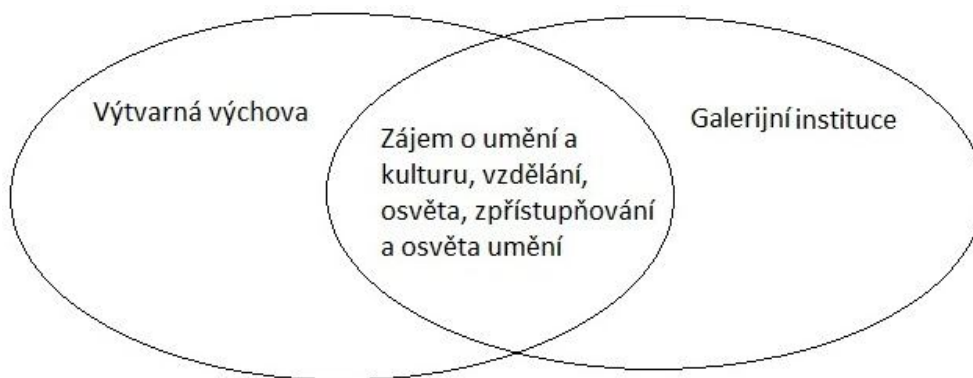 Výtvarná výchova
Galerijní instituce
Zájem o umění a
kulturu, vzdělání,
osvěta, zpřístupňování
a osvěta umění